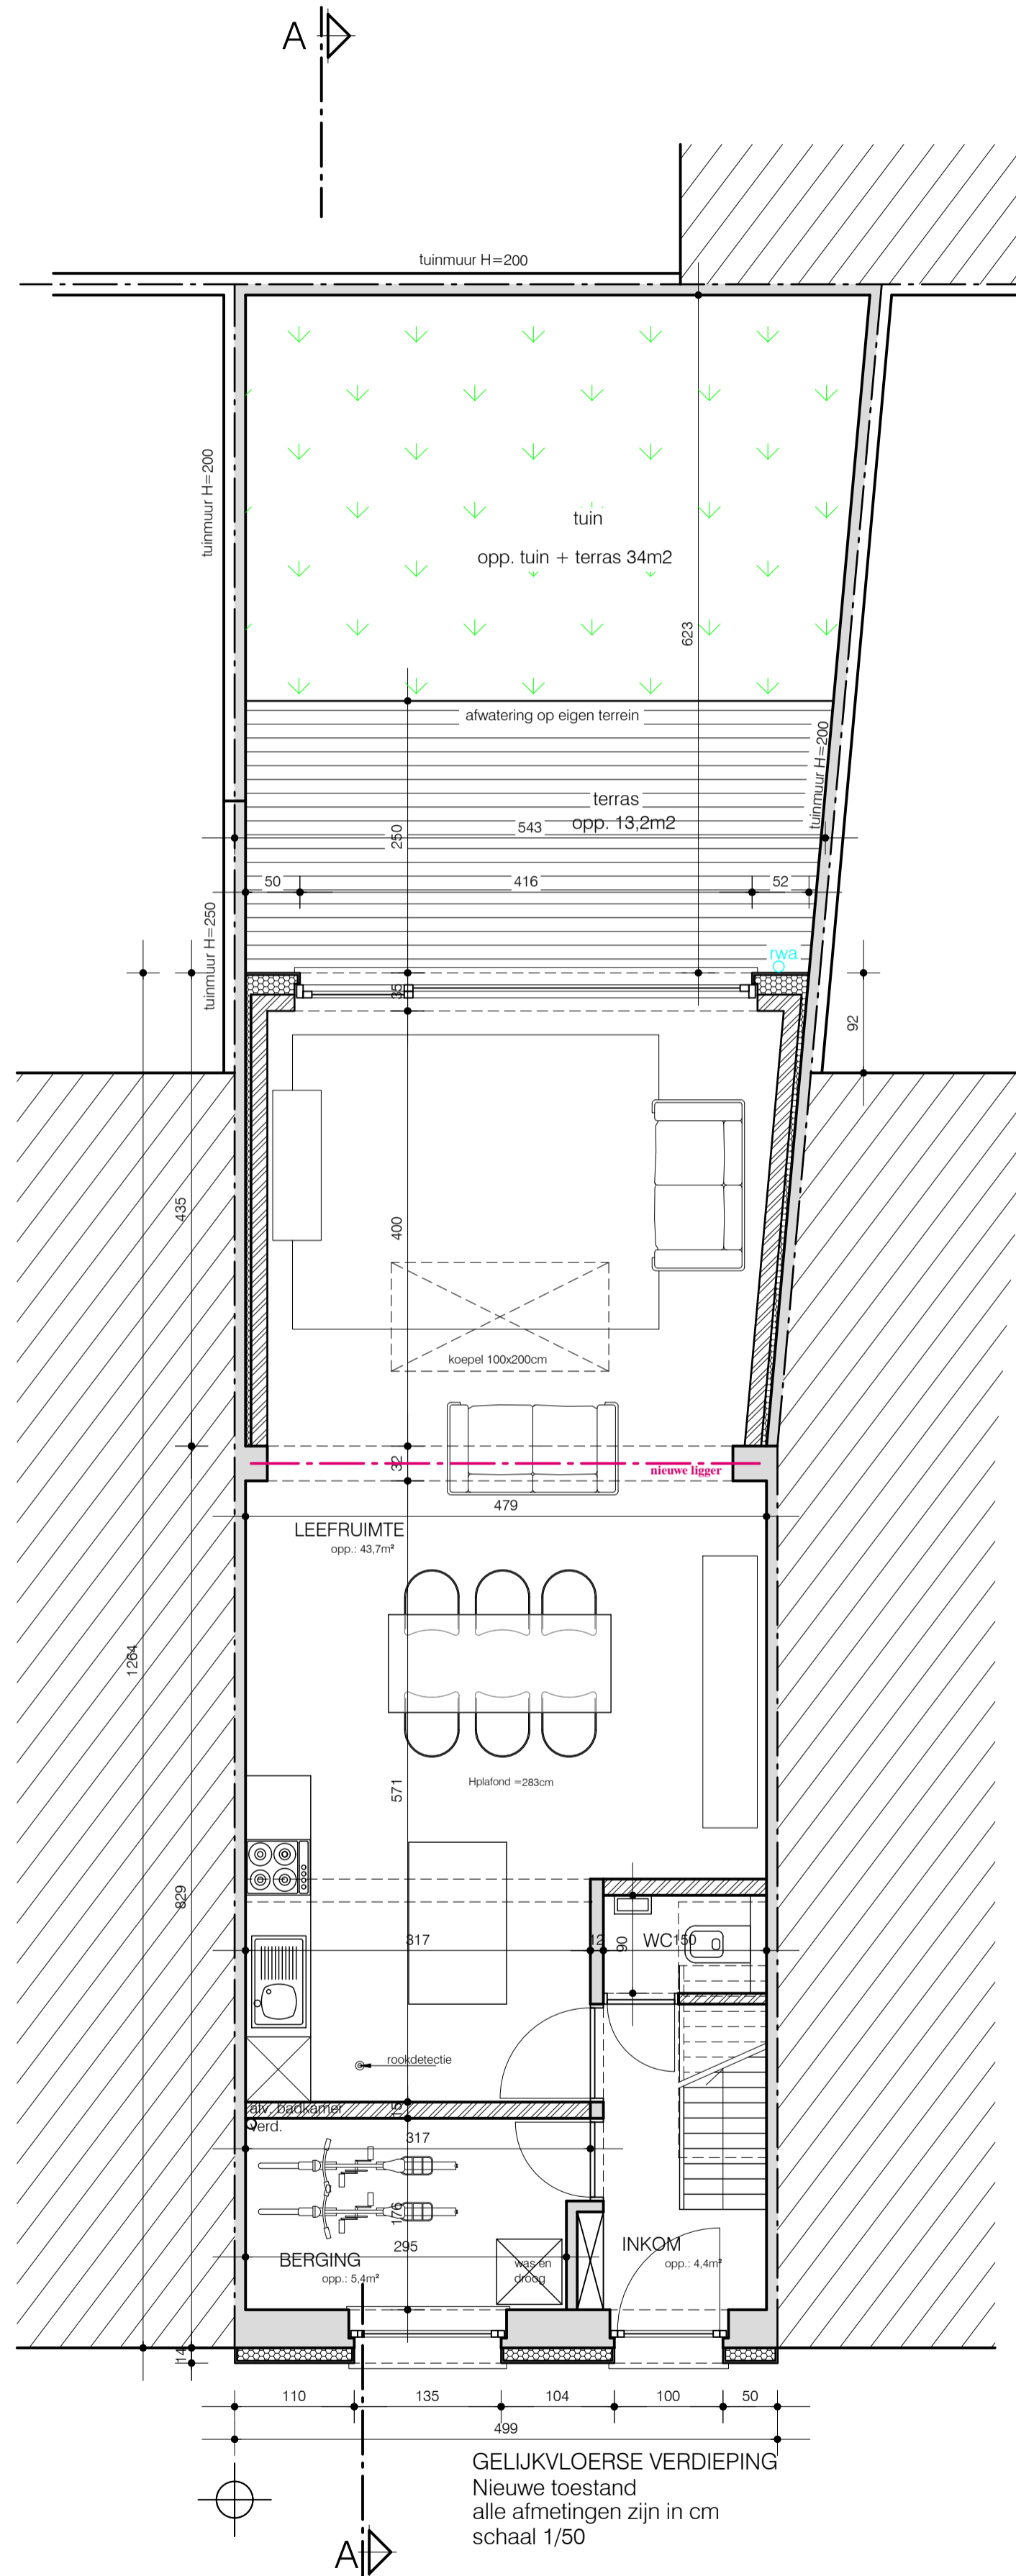 A
tuinmuur H=200
tuinmuur H=200
tuin
opp. tuin + terras 34m2
623
afwatering op eigen terrein
tuinmuur H=200
terras
opp. 13,2m2
543
250
50
416
52
tuinmuur H=250
rwa
35
92
435
400
koepel 100x200cm
32
nieuwe ligger
479
LEEFRUIMTE
opp.: 43,7m²
1264
571
Hplafond =283cm
829
317
12
90
WC
150
rookdetectie
afv. badkamer
verd.
15
317
176
295
BERGING
opp.: 5,4m²
was en
droog
INKOM
opp.: 4,4m²
14
110
135
104
100
50
499
GELIJKVLOERSE VERDIEPING
Nieuwe toestand
alle afmetingen zijn in cm
schaal 1/50
A